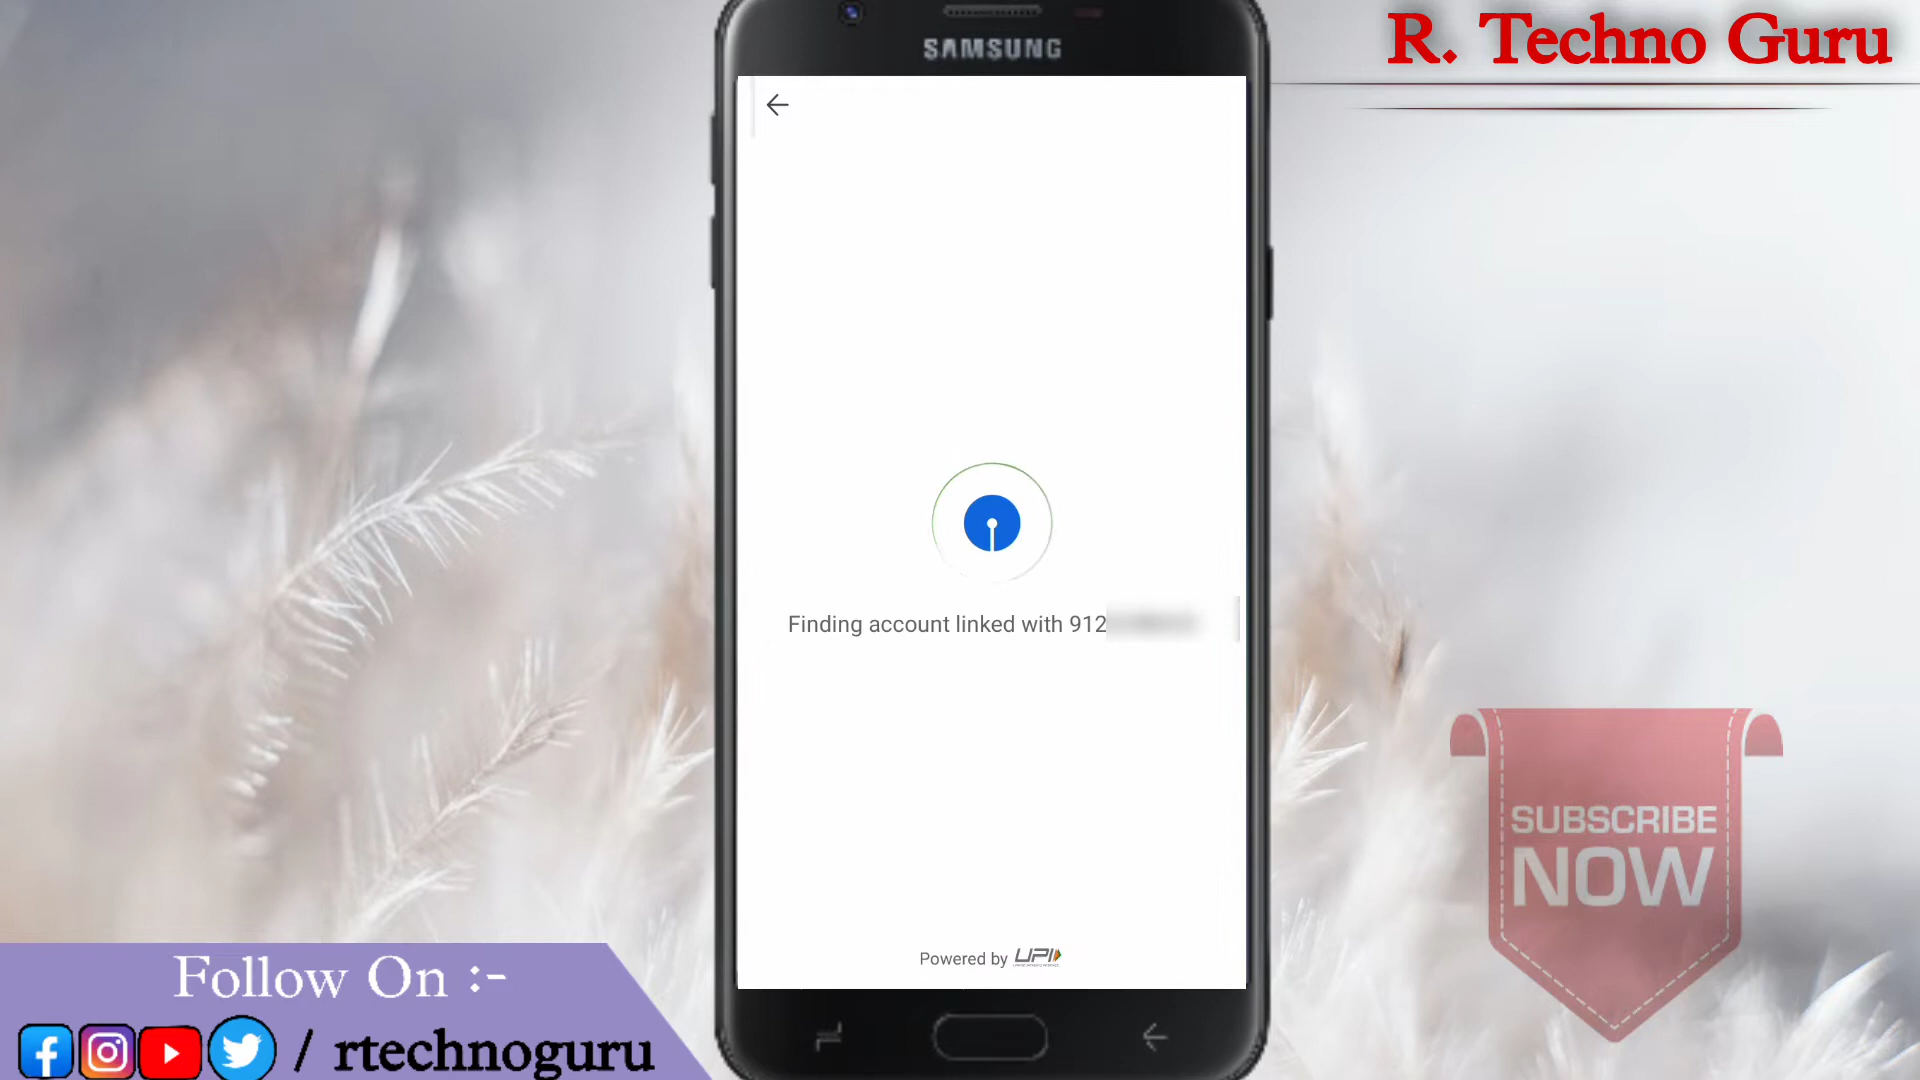 R. Techno Guru
SAMSUNG
Finding account linked with 912
Powered by UPI
SUBSCRIBE
NOW
Follow On :-
/ rtechnoguru